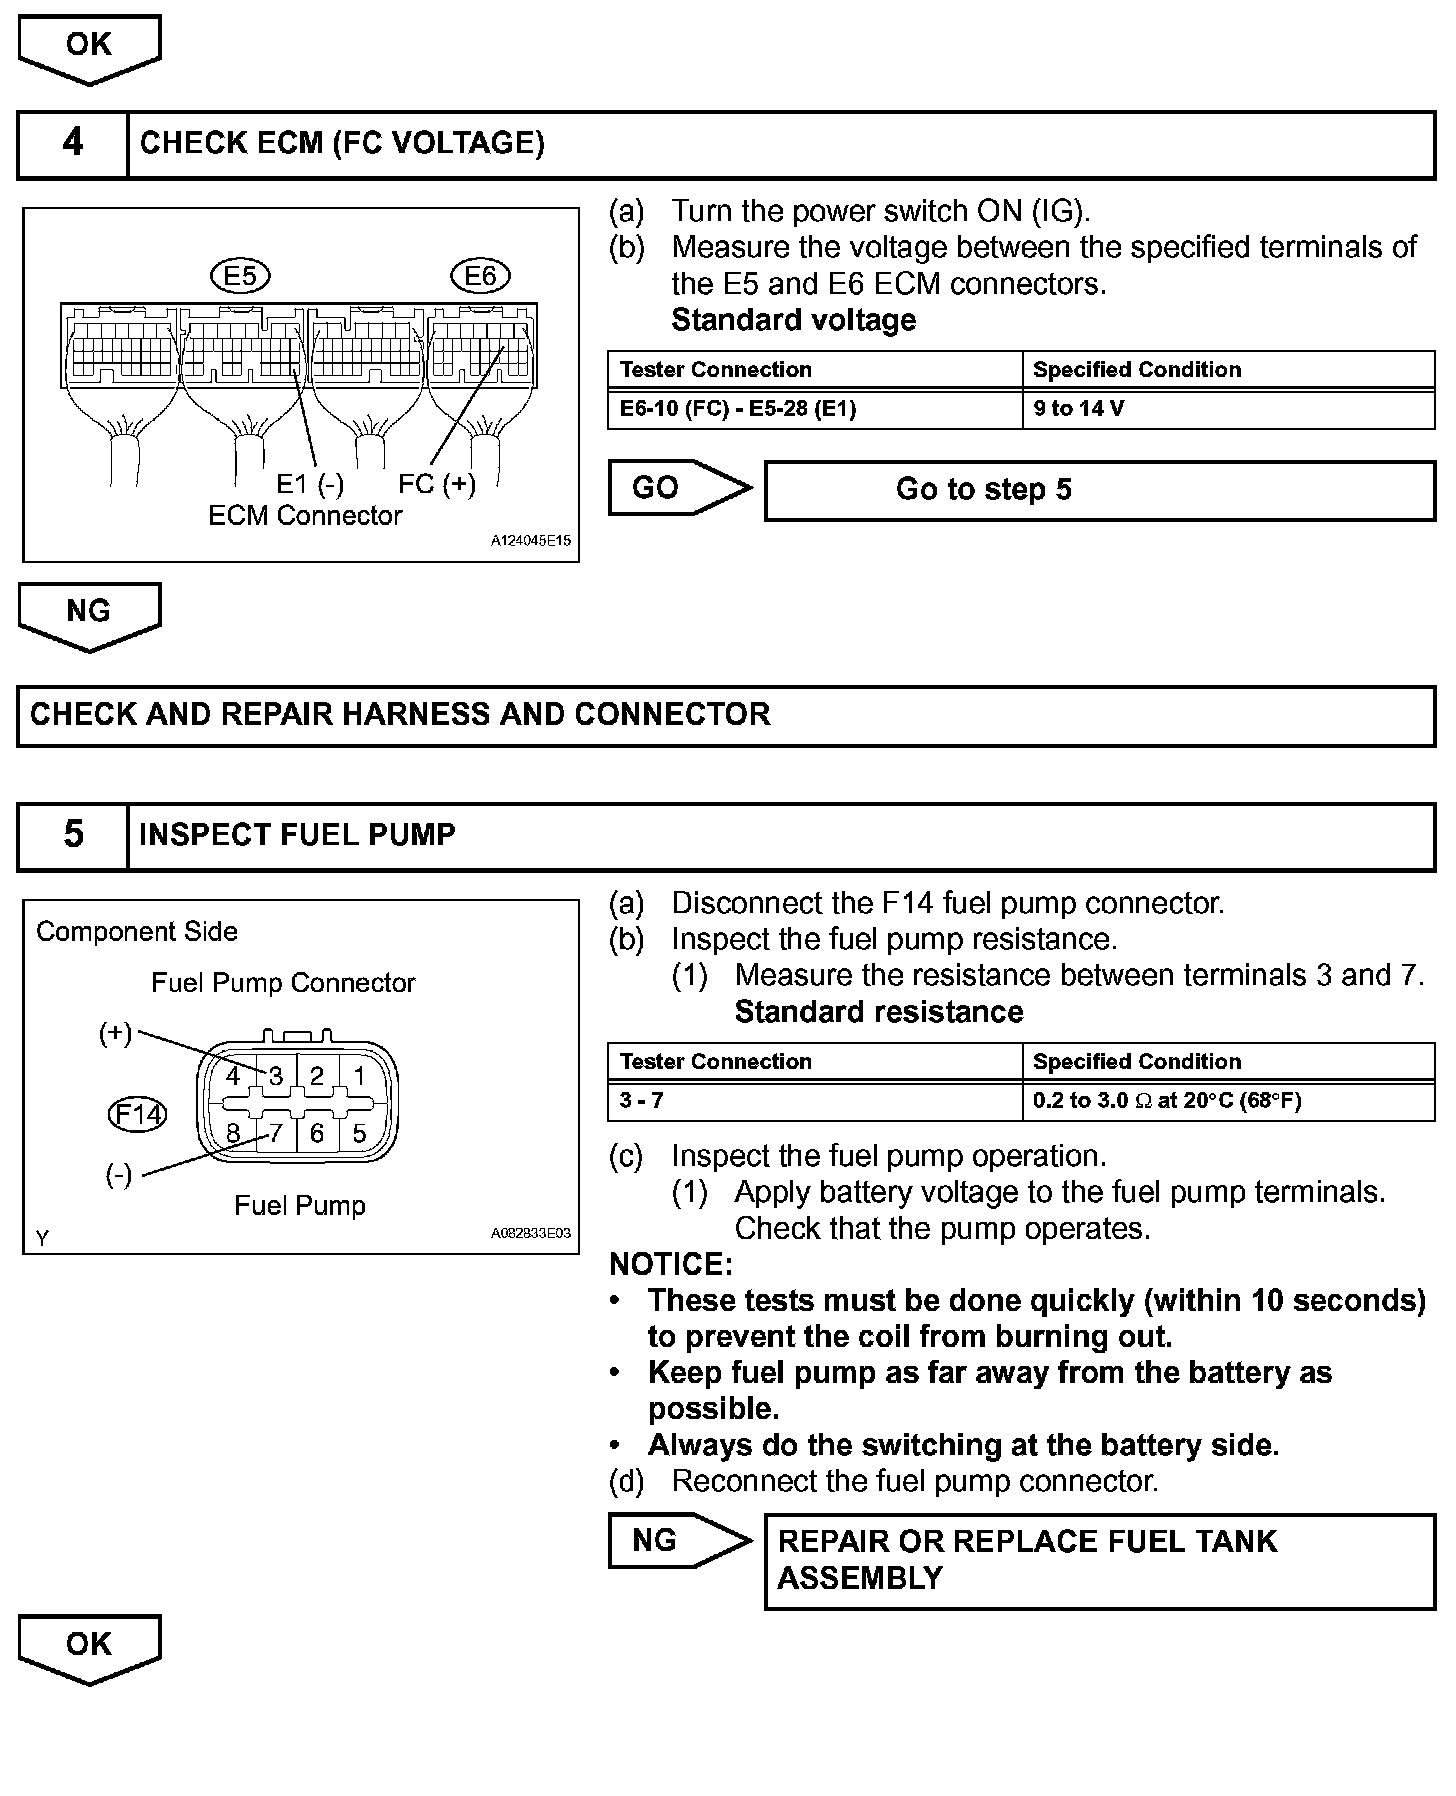 OK
4 CHECK ECM (FC VOLTAGE)
E5 E6
E1 (-) FC (+)
ECM Connector
A124045E15
(a) Turn the power switch ON (IG).
(b) Measure the voltage between the specified terminals of
the E5 and E6 ECM connectors.
Standard voltage
Tester Connection Specified Condition
E6-10 (FC) - E5-28 (E1) 9 to 14 V
GO Go to step 5
NG
CHECK AND REPAIR HARNESS AND CONNECTOR
5 INSPECT FUEL PUMP
Component Side
Fuel Pump Connector
(+)
4 3 2 1
F14
8 7 6 5
(-)
Fuel Pump
Y A082833E03
(a) Disconnect the F14 fuel pump connector.
(b) Inspect the fuel pump resistance.
(1) Measure the resistance between terminals 3 and 7.
Standard resistance
Tester Connection Specified Condition
3 - 7 0.2 to 3.0 Ω at 20°C (68°F)
(c) Inspect the fuel pump operation.
(1) Apply battery voltage to the fuel pump terminals.
Check that the pump operates.
NOTICE:
• These tests must be done quickly (within 10 seconds)
to prevent the coil from burning out.
• Keep fuel pump as far away from the battery as
possible.
• Always do the switching at the battery side.
(d) Reconnect the fuel pump connector.
NG REPAIR OR REPLACE FUEL TANK
ASSEMBLY
OK